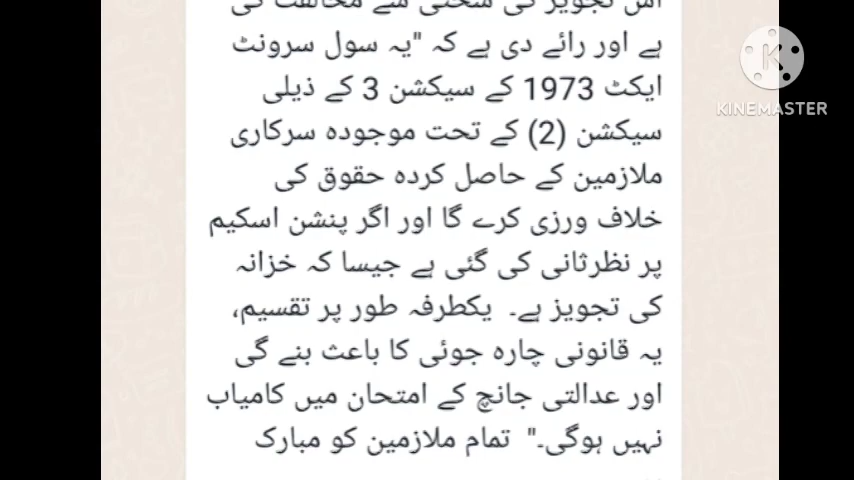 اس تجویز کی سختی سے مخالفت کی
ہے اور رائے دی ہے کہ "یہ سول سرونٹ
ایکٹ 1973 کے سیکشن 3 کے ذیلی
سیکشن (2) کے تحت موجودہ سرکاری
ملازمین کے حاصل کردہ حقوق کی
خلاف ورزی کرے گا اور اگر پنشن اسکیم
پر نظرثانی کی گئی ہے جیسا کہ خزانہ
کی تجویز ہے۔ یکطرفہ طور پر تقسیم،
یہ قانونی چارہ جوئی کا باعث بنے گی
اور عدالتی جانچ کے امتحان میں کامیاب
نہیں ہوگی۔" تمام ملازمین کو مبارک
KINEMASTER